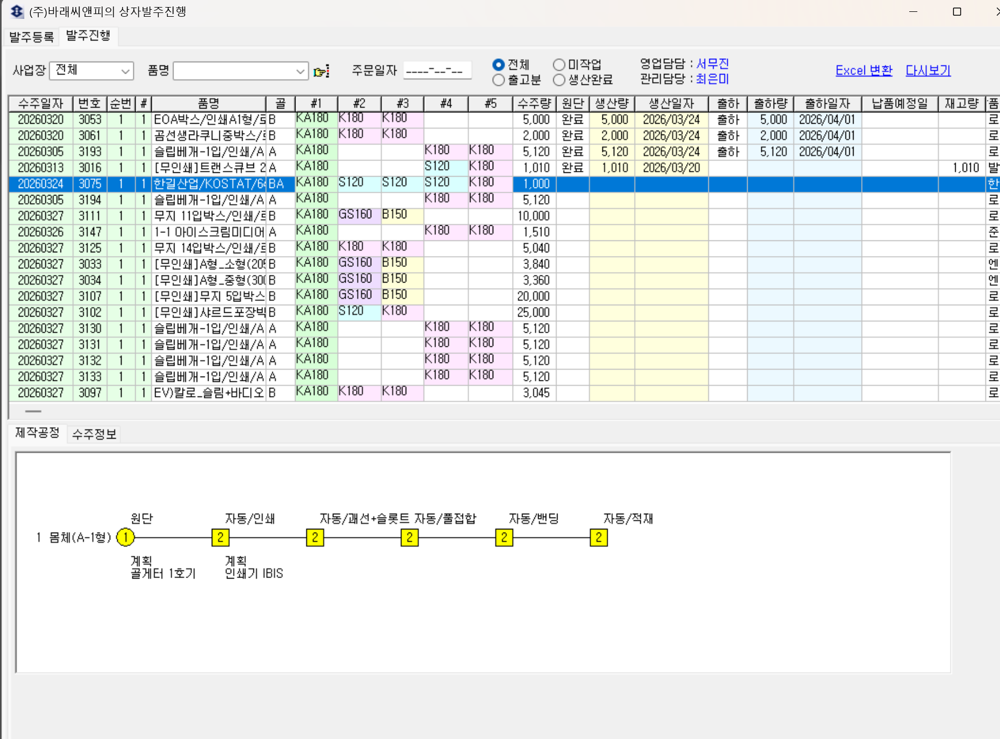 (주)바래씨앤피의 상자발주진행
발주등록 발주진행
사업장 전체 품명 주문일자 ____-__-__ 전체 미작업 출고분 생산완료 영업담당 : 서무진 관리담당 : 최은미 Excel 변환 다시보기
수주일자 번호 순번 # 품명 골 #1 #2 #3 #4 #5 수주량 원단 생산량 생산일자 출하 출하량 출하일자 납품예정일 재고량 품
20260320 3053 1 1 EOA박스/인쇄A1형/로 B KA180 K180 K180 5,000 완료 5,000 2026/03/24 출하 5,000 2026/04/01 로
20260320 3061 1 1 곰선생라쿠니중박스/ B KA180 K180 K180 2,000 완료 2,000 2026/03/24 출하 2,000 2026/04/01 로
20260305 3193 1 1 슬립베개-1입/인쇄/A A KA180 K180 K180 5,120 완료 5,120 2026/03/24 출하 5,120 2026/04/01 로
20260313 3016 1 1 [무인쇄]트랜스큐브 2 A KA180 S120 K180 1,010 완료 1,010 2026/03/20 1,010 발
20260324 3075 1 1 한길산업/KOSTAT/64 BA KA180 S120 S120 S120 K180 1,000 한
20260305 3194 1 1 슬립베개-1입/인쇄/A A KA180 K180 K180 5,120 로
20260327 3111 1 1 무지 11입박스/인쇄/로 B KA180 GS160 B150 10,000 로
20260326 3147 1 1 1-1 아이스크림미디어 A KA180 K180 K180 1,510 준
20260327 3125 1 1 무지 14입박스/인쇄/로 B KA180 K180 K180 5,040 로
20260327 3033 1 1 [무인쇄]A형_소형(205 B KA180 GS160 B150 3,840 엔
20260327 3034 1 1 [무인쇄]A형_중형(300 B KA180 GS160 B150 3,360 엔
20260327 3107 1 1 [무인쇄]무지 5입박스 B KA180 GS160 B150 20,000 로
20260327 3102 1 1 [무인쇄]샤르드포장박 B KA180 S120 K180 25,000 로
20260327 3130 1 1 슬립베개-1입/인쇄/A A KA180 K180 K180 5,120 로
20260327 3131 1 1 슬립베개-1입/인쇄/A A KA180 K180 K180 5,120 로
20260327 3132 1 1 슬립베개-1입/인쇄/A A KA180 K180 K180 5,120 로
20260327 3133 1 1 슬립베개-1입/인쇄/A A KA180 K180 K180 5,120 로
20260327 3097 1 1 EV)칼로_슬림+바디오 B KA180 K180 K180 3,045 로
제작공정 수주정보
원단 자동/인쇄 자동/괘선+슬롯트 자동/풀접합 자동/밴딩 자동/적재
1 몸체(A-1형) 1 2 2 2 2 2
계획 계획
골게터 1호기 인쇄기 IBIS